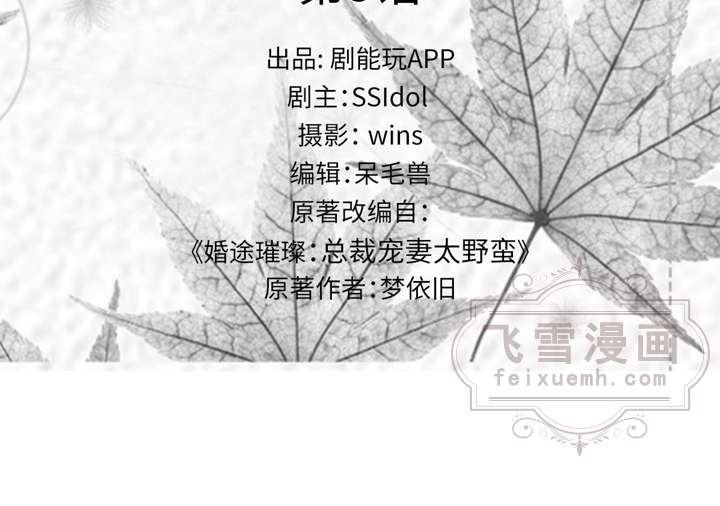 出品: 剧能玩APP
剧主：SSIdol
摄影： wins
编辑：呆毛兽
原著改编自：
《婚途璀璨：总裁宠妻太野蛮》
原著作者：梦依旧
飞雪漫画
feixuemh.com